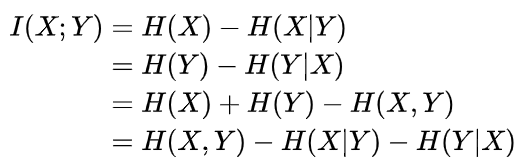 I(X; Y) = H(X) − H(X|Y)
= H(Y) − H(Y|X)
= H(X) + H(Y) − H(X, Y)
= H(X, Y) − H(X|Y) − H(Y|X)